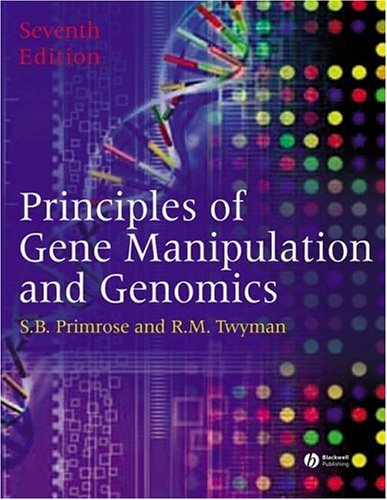 Seventh
Edition
Principles of
Gene Manipulation
and Genomics
S.B. Primrose and R.M. Twyman
Blackwell
Publishing